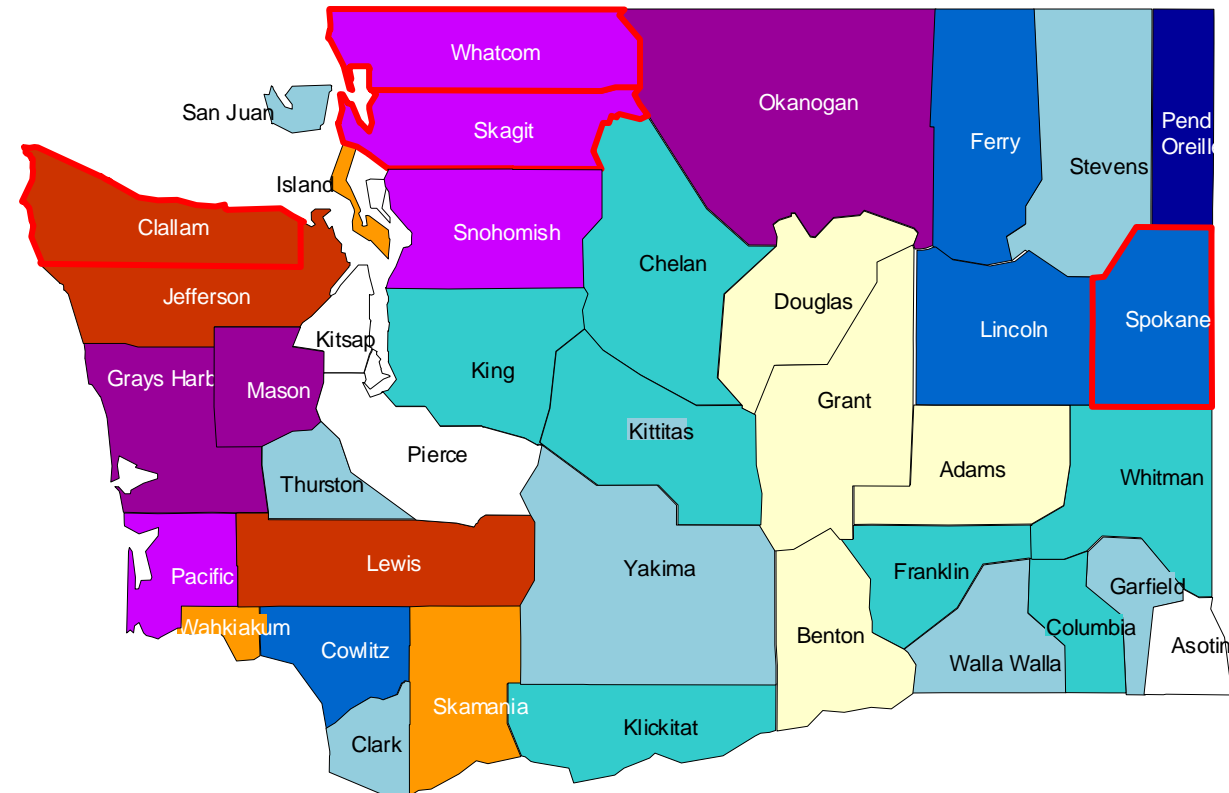 Whatcom
Okanogan
San Juan
Skagit
Ferry
Pend
Oreille
Stevens
Island
Clallam
Snohomish
Chelan
Jefferson
Douglas
Lincoln
Spokane
Kitsap
King
Grays Harb
Mason
Grant
Kittitas
Pierce
Adams
Whitman
Thurston
Lewis
Yakima
Franklin
Pacific
Garfield
Wahkiakum
Cowlitz
Benton
Columbia
Asotin
Walla Walla
Skamania
Clark
Klickitat